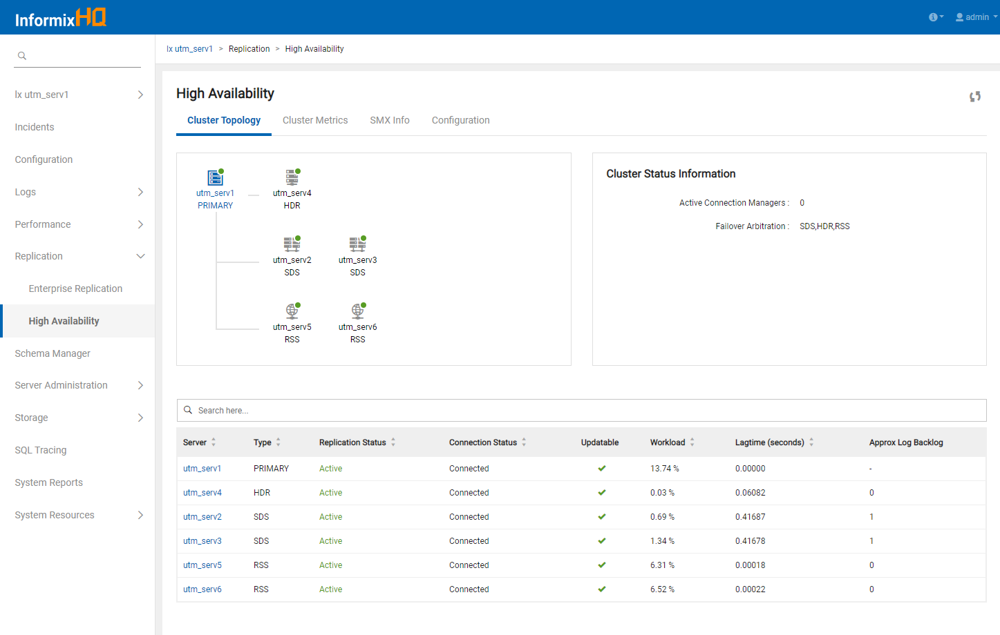 InformixHQ
admin
lx utm_serv1 > Replication > High Availability
lx utm_serv1
Incidents
Configuration
Logs
Performance
Replication
Enterprise Replication
High Availability
Schema Manager
Server Administration
Storage
SQL Tracing
System Reports
System Resources
High Availability
Cluster Topology Cluster Metrics SMX Info Configuration
utm_serv1 utm_serv4
PRIMARY HDR
utm_serv2 utm_serv3
SDS SDS
utm_serv5 utm_serv6
RSS RSS
Cluster Status Information
Active Connection Managers : 0
Failover Arbitration : SDS,HDR,RSS
Search here...
Server Type Replication Status Connection Status Updatable Workload Lagtime (seconds) Approx Log Backlog
utm_serv1 PRIMARY Active Connected 13.74 % 0.00000 -
utm_serv4 HDR Active Connected 0.03 % 0.06082 0
utm_serv2 SDS Active Connected 0.69 % 0.41687 1
utm_serv3 SDS Active Connected 1.34 % 0.41678 1
utm_serv5 RSS Active Connected 6.31 % 0.00018 0
utm_serv6 RSS Active Connected 6.52 % 0.00022 0